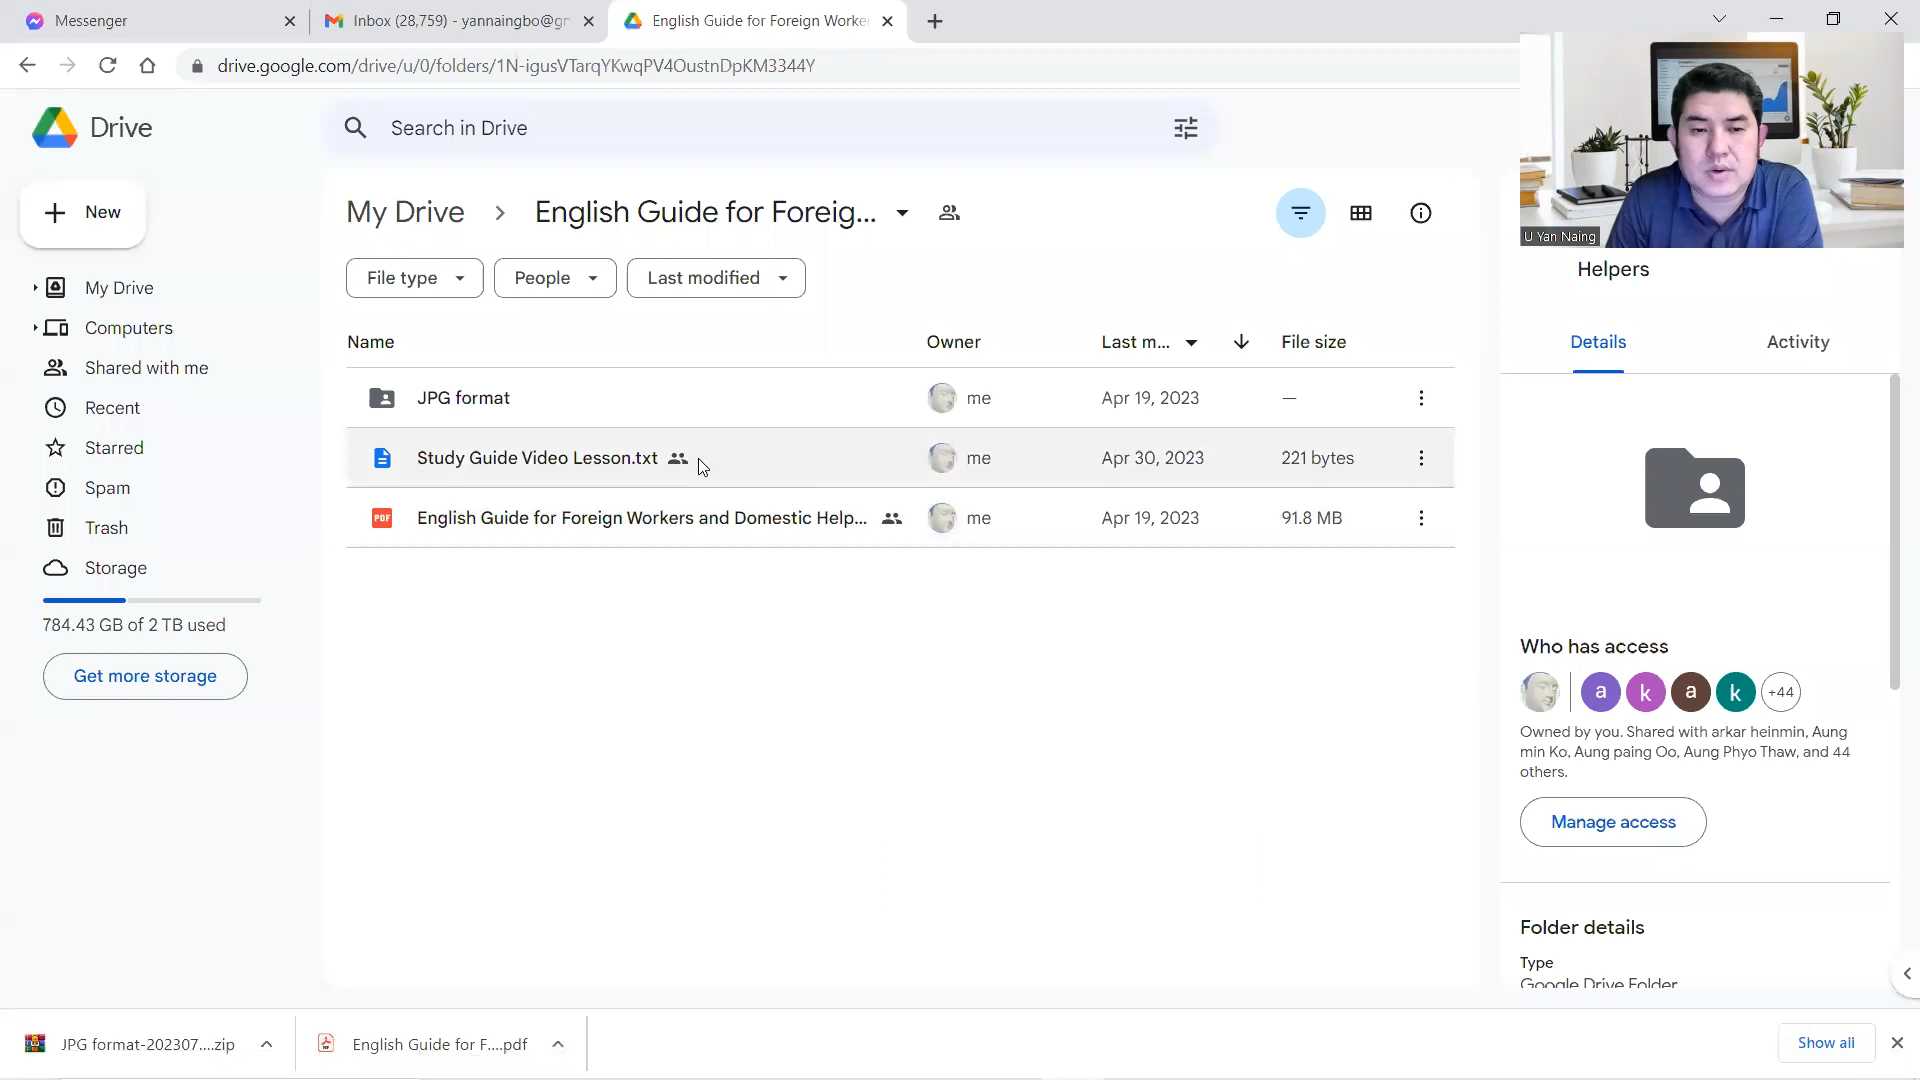 Messenger
Inbox (28,759) - yannaingbo@gr
English Guide for Foreign Worke
drive.google.com/drive/u/0/folders/1N-igusVTarqYKwqPV4OustnDpKM3344Y
Drive
Search in Drive
U Yan Naing
New
My Drive
English Guide for Foreig...
Helpers
My Drive
Computers
Shared with me
Recent
Starred
Spam
Trash
Storage
784.43 GB of 2 TB used
Get more storage
File type
People
Last modified
Name
Owner
Last m...
File size
JPG format
me
Apr 19, 2023
—
Study Guide Video Lesson.txt
me
Apr 30, 2023
221 bytes
PDF
English Guide for Foreign Workers and Domestic Help...
me
Apr 19, 2023
91.8 MB
Details
Activity
Who has access
a
k
a
k
+44
Owned by you. Shared with arkar heinmin, Aung
min Ko, Aung paing Oo, Aung Phyo Thaw, and 44
others.
Manage access
Folder details
Type
Google Drive Folder
JPG format-202307....zip
English Guide for F....pdf
Show all